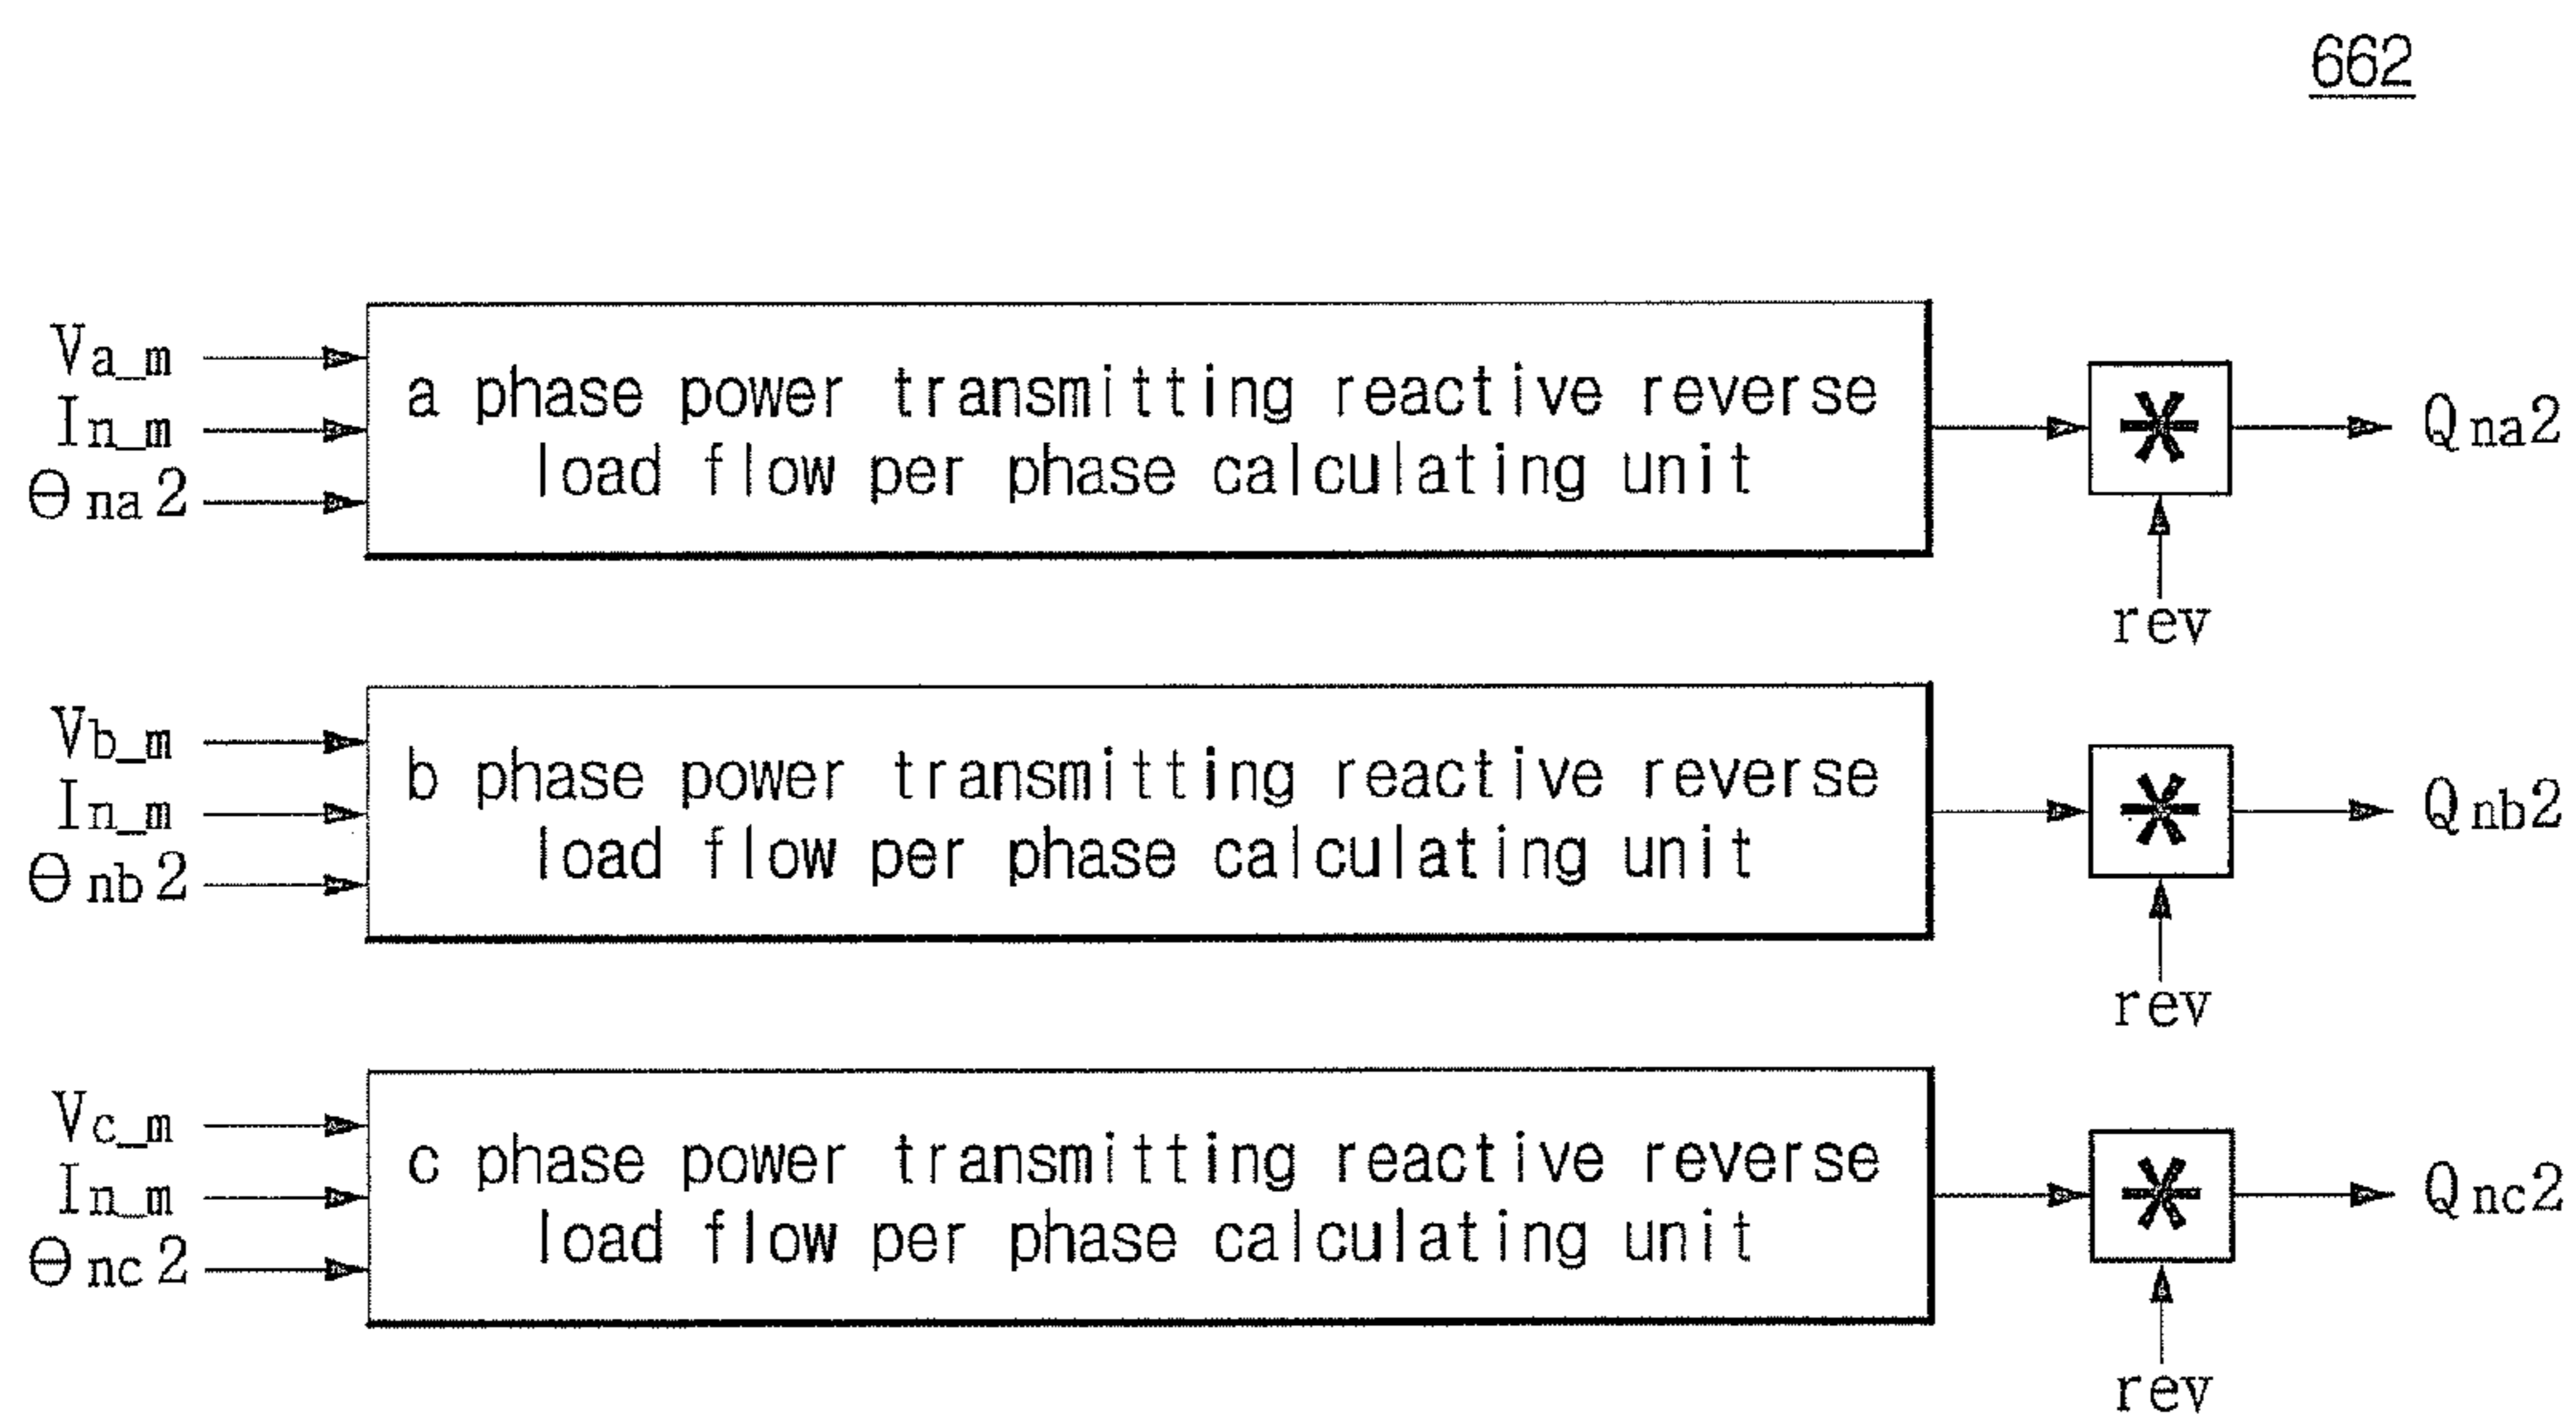 662
Va_m
In_m
θna2
a phase power transmitting reactive reverse
load flow per phase calculating unit
*
Qna2
rev
Vb_m
In_m
θnb2
b phase power transmitting reactive reverse
load flow per phase calculating unit
*
Qnb2
rev
Vc_m
In_m
θnc2
c phase power transmitting reactive reverse
load flow per phase calculating unit
*
Qnc2
rev